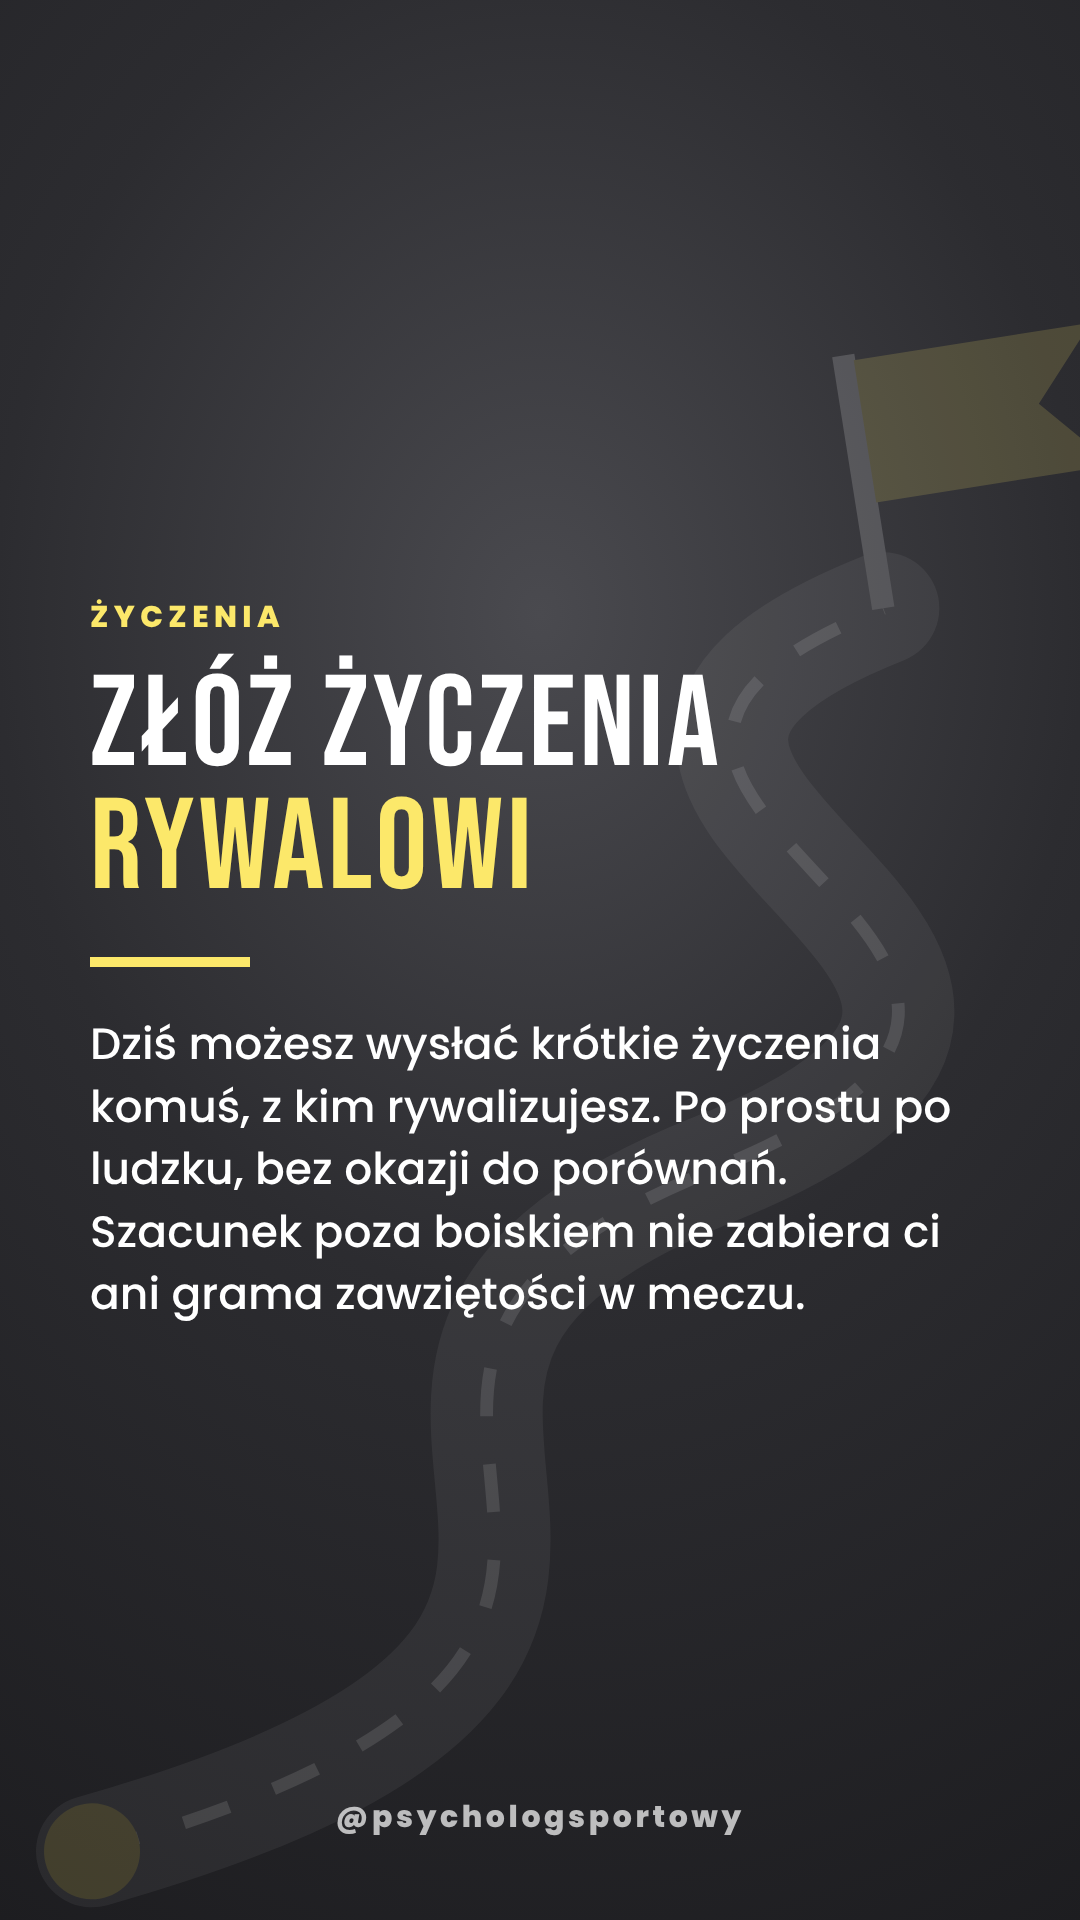 ŻYCZENIA
ZŁÓŻ ŻYCZENIA
RYWALOWI
Dziś możesz wysłać krótkie życzenia
komuś, z kim rywalizujesz. Po prostu po
ludzku, bez okazji do porównań.
Szacunek poza boiskiem nie zabiera ci
ani grama zawziętości w meczu.
@psychologsportowy